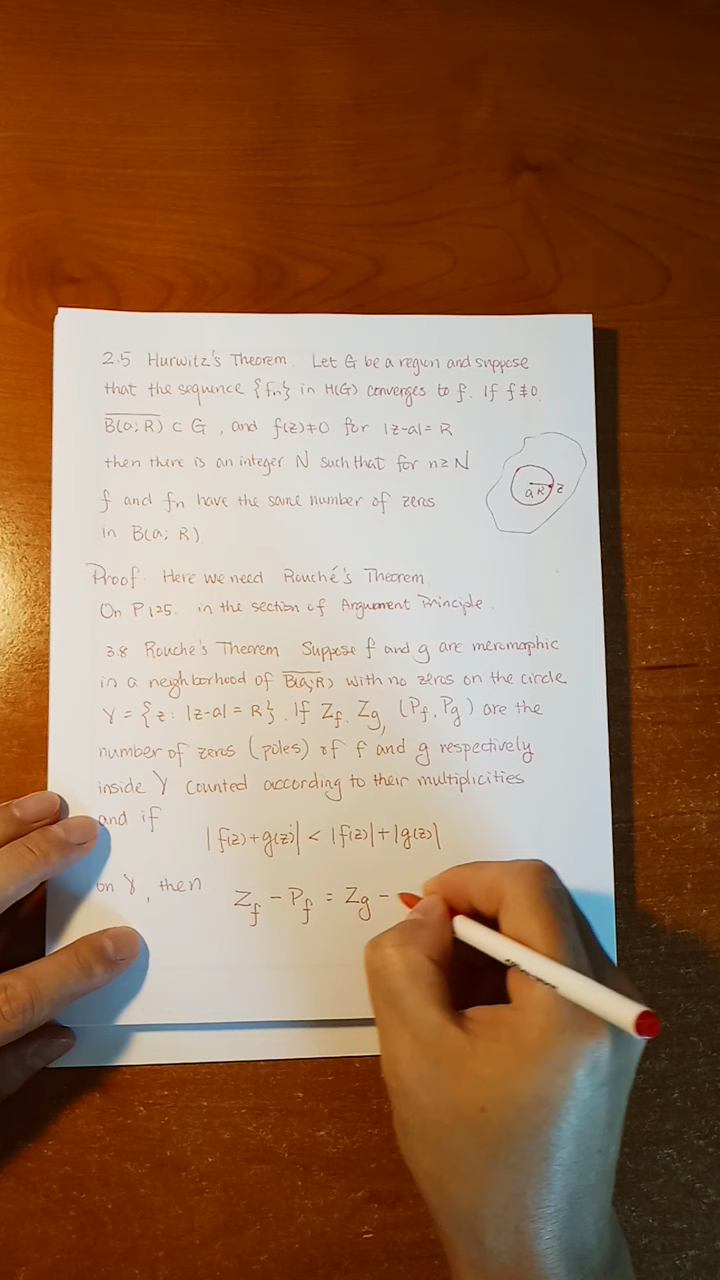 2.5 Hurwitz's Theorem. Let G be a region and suppose
that the sequence {fn} in H(G) converges to f. If f ≢ 0,
B(a; R) ⊂ G, and f(z) ≠ 0 for |z-a| = R
then there is an integer N such that for n ≥ N
f and fn have the same number of zeros
in B(a; R)
a R z
Proof. Here we need Rouché's Theorem
On P125. in the section of Argument Principle.
3.8 Rouche's Theorem Suppose f and g are meromorphic
in a neighborhood of B(a;R) with no zeros on the circle
γ = {z: |z-a| = R}. If Zf, Zg, (Pf, Pg) are the
number of zeros (poles) of f and g respectively
inside γ counted according to their multiplicities
and if
|f(z)+g(z)| < |f(z)|+|g(z)|
on γ, then Zf - Pf = Zg -